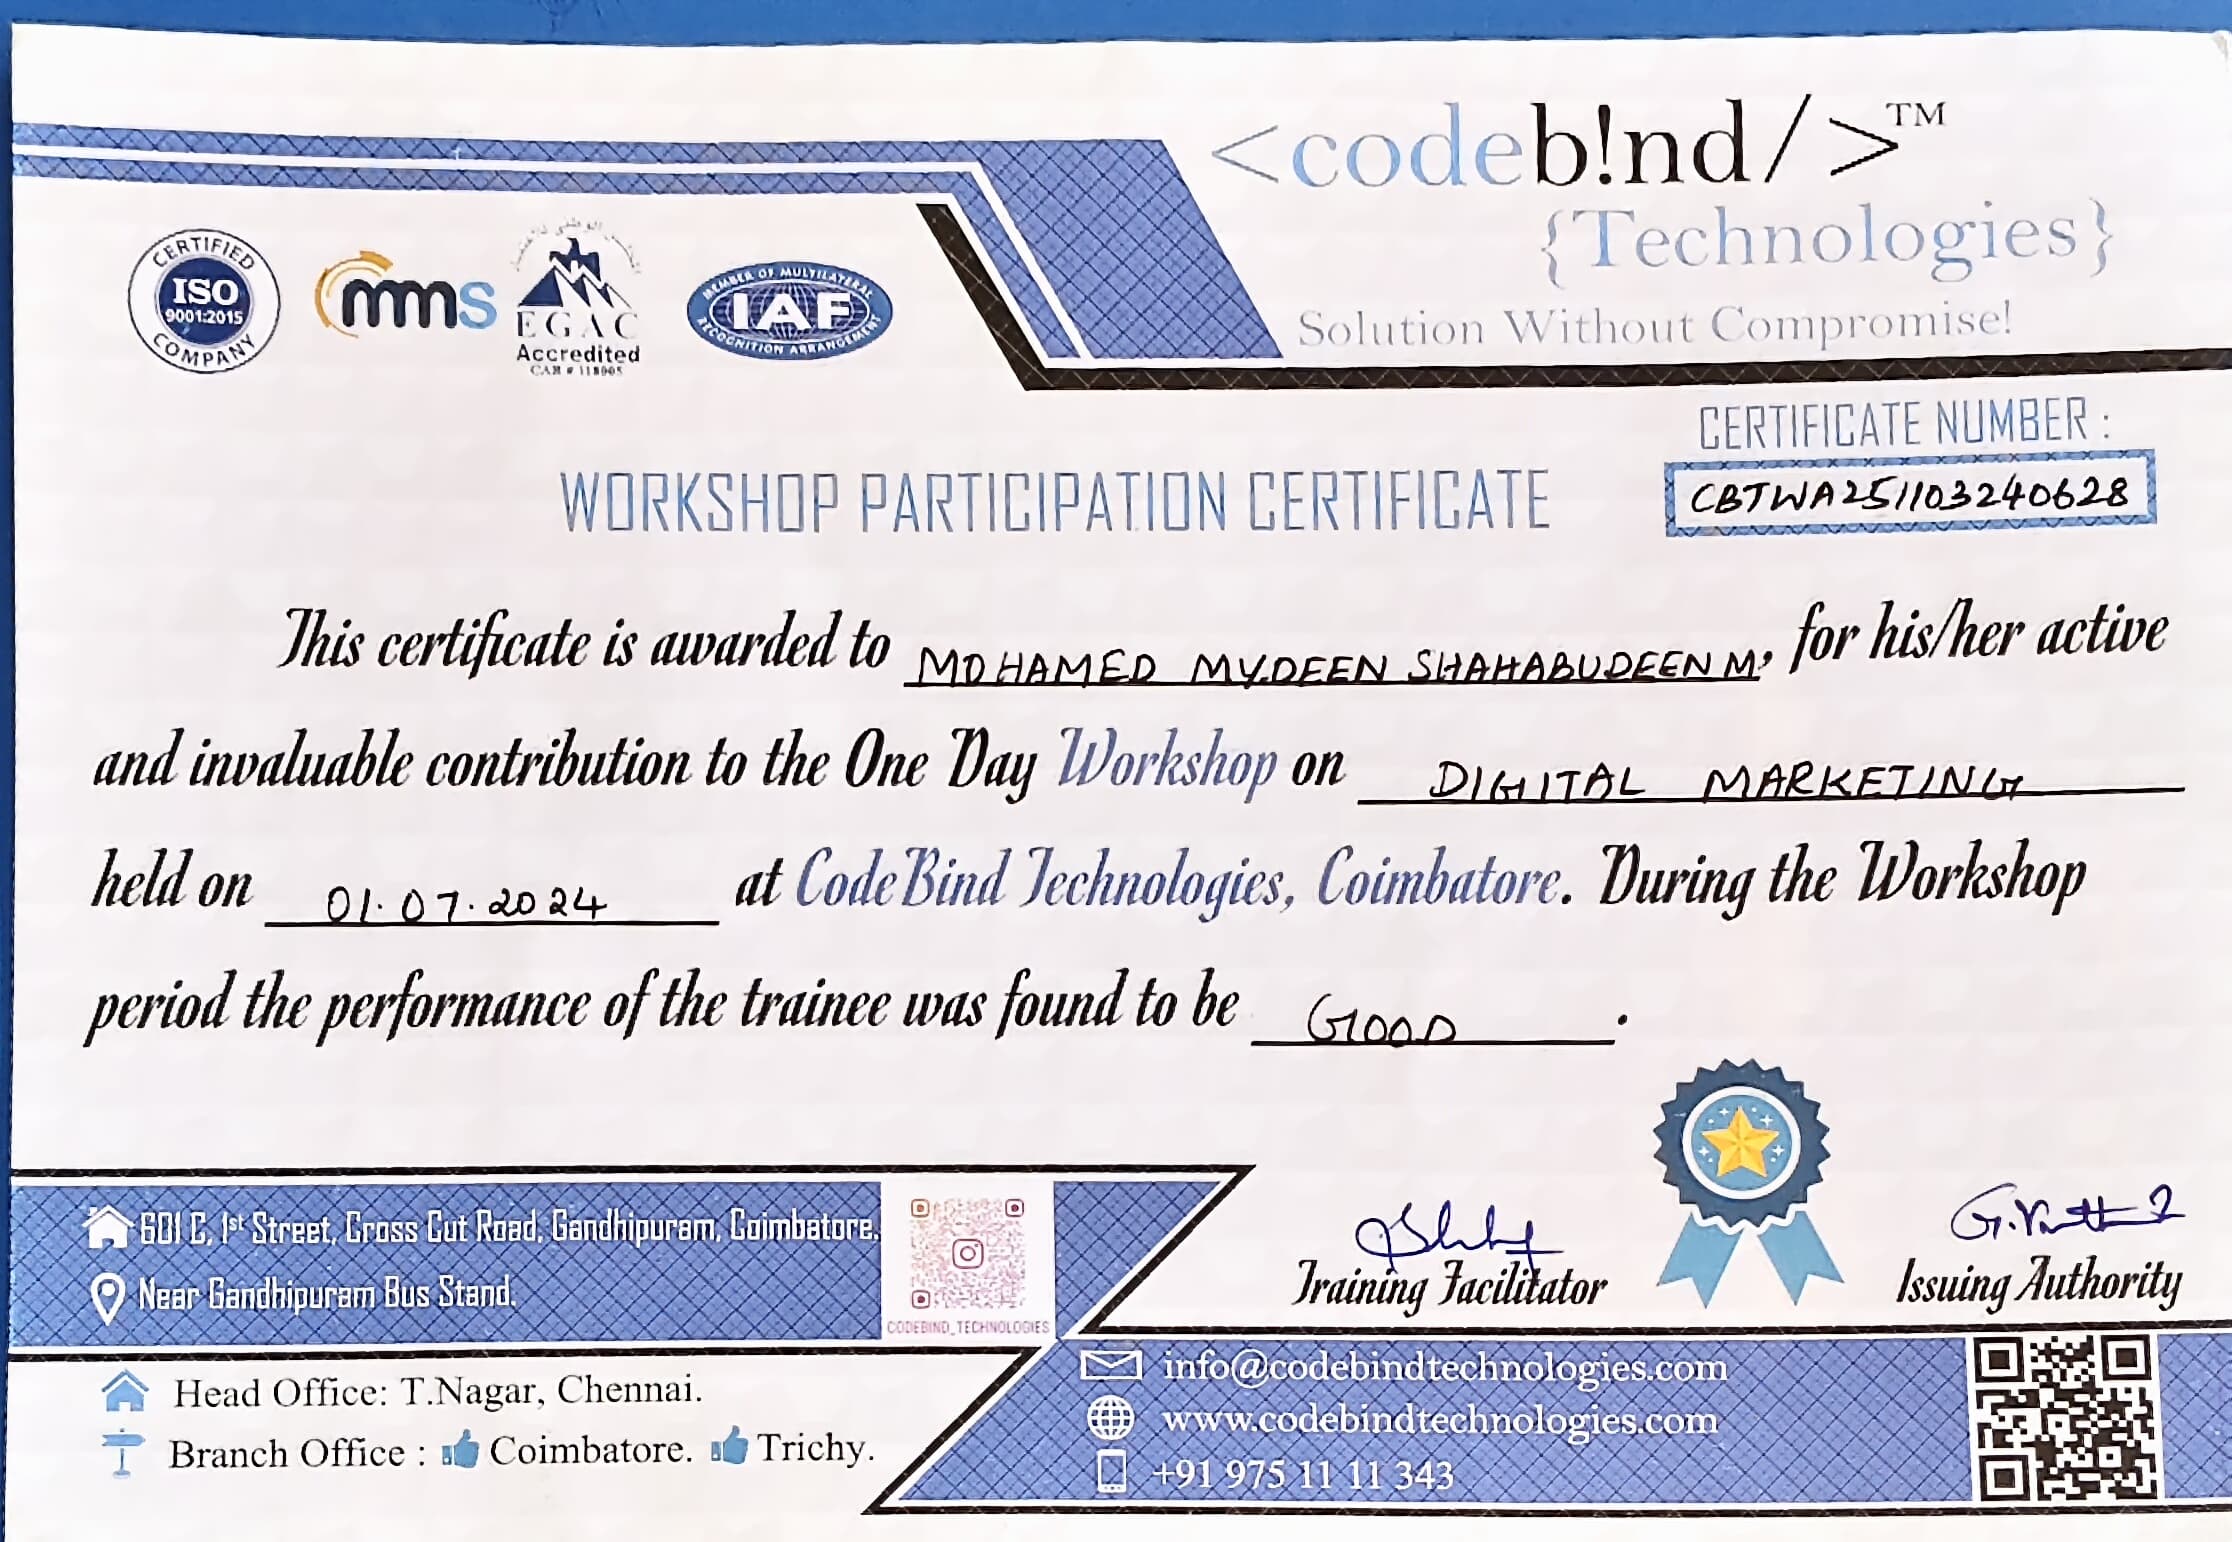 <codeb!nd/>™
{Technologies}
Solution Without Compromise!
CERTIFIED
ISO
9001:2015
COMPANY
mms
EGAC
Accredited
CAB # 118005
MEMBER OF MULTILATERAL
IAF
RECOGNITION ARRANGEMENT
CERTIFICATE NUMBER :
CBTWA251103240628
WORKSHOP PARTICIPATION CERTIFICATE
This certificate is awarded to MOHAMED MYDEEN SHAHABUDEEN M, for his/her active
and invaluable contribution to the One Day Workshop on DIGITAL MARKETING
held on 01.07.2024 at CodeBind Technologies, Coimbatore. During the Workshop
period the performance of the trainee was found to be GOOD.
601 C, 1st Street, Cross Cut Road, Gandhipuram, Coimbatore.
Near Gandhipuram Bus Stand.
CODEBIND_TECHNOLOGIES
Training Facilitator
Issuing Authority
Head Office: T.Nagar, Chennai.
Branch Office : Coimbatore. Trichy.
info@codebindtechnologies.com
www.codebindtechnologies.com
+91 975 11 11 343